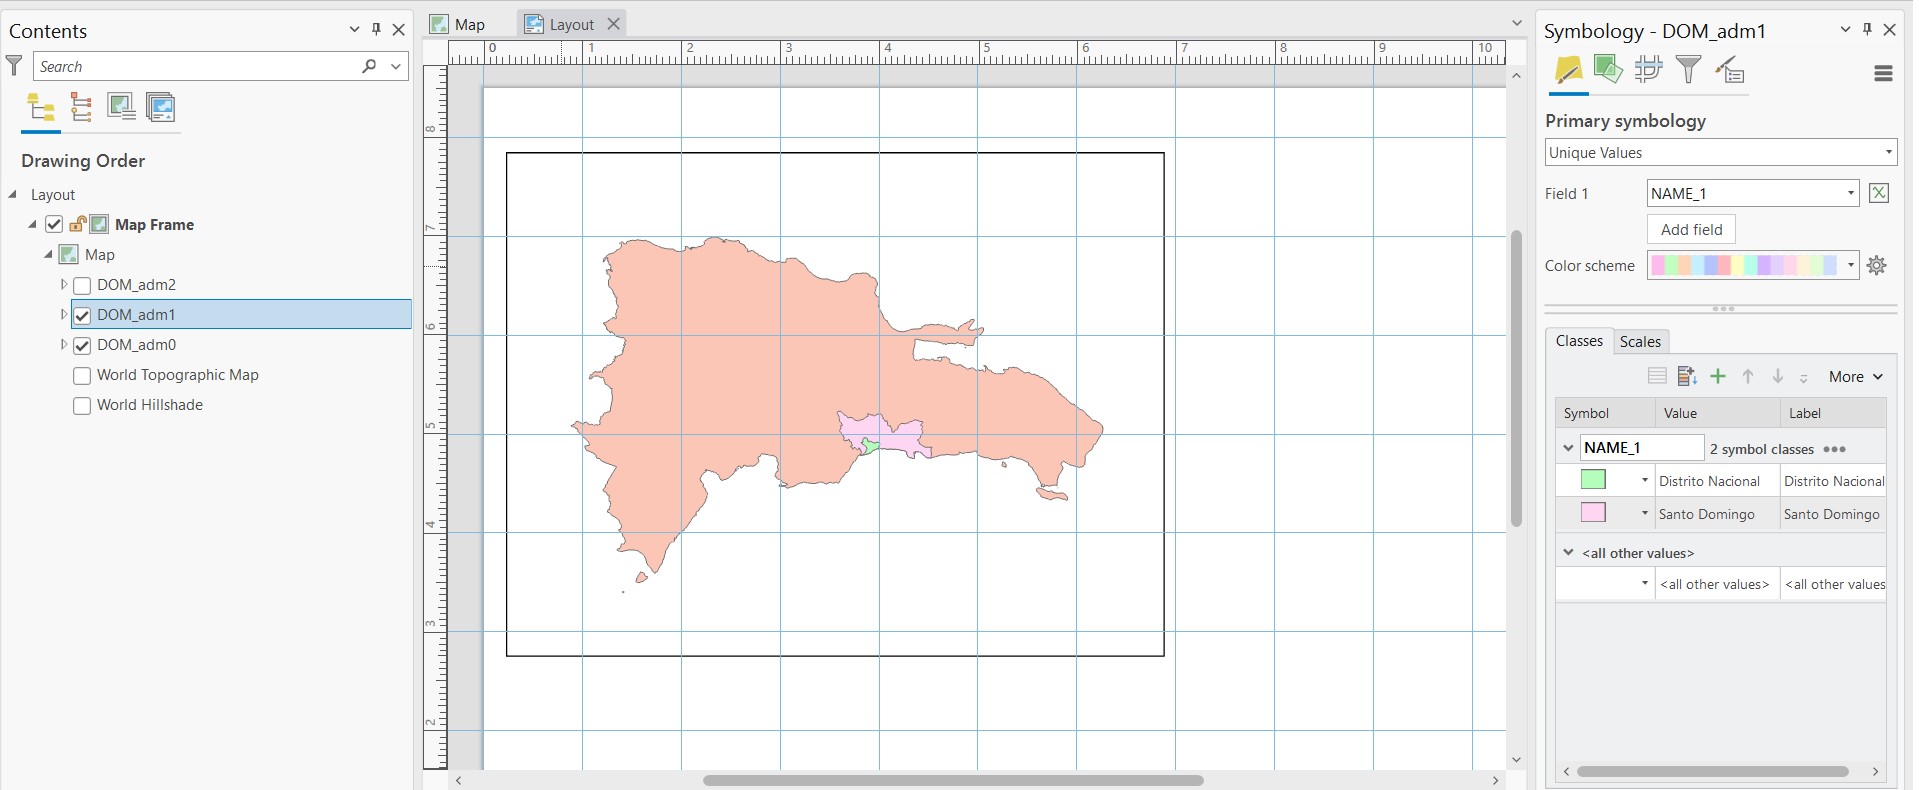 Contents
Search
Drawing Order
Layout
Map Frame
Map
DOM_adm2
DOM_adm1
DOM_adm0
World Topographic Map
World Hillshade
Map
Layout
0 1 2 3 4 5 6 7 8 9 10
8
7
6
5
4
3
2
Symbology - DOM_adm1
Primary symbology
Unique Values
Field 1 NAME_1
Add field
Color scheme
Classes Scales
More
Symbol Value Label
NAME_1 2 symbol classes
Distrito Nacional Distrito Nacional
Santo Domingo Santo Domingo
<all other values>
<all other values> <all other values